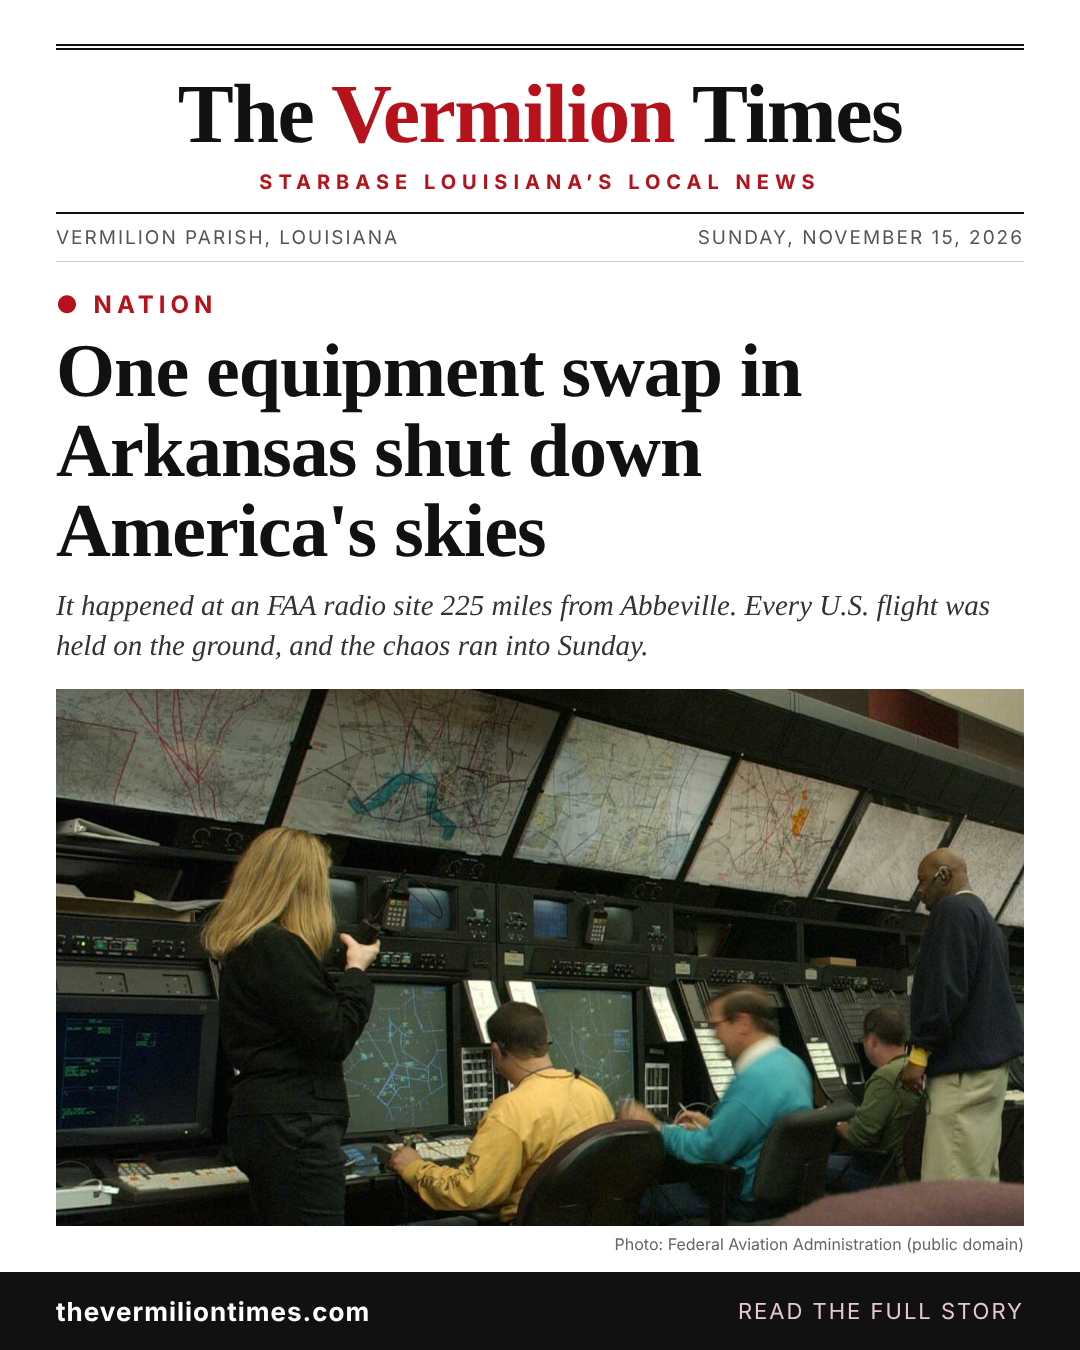 The Vermilion Times
STARBASE LOUISIANA’S LOCAL NEWS
VERMILION PARISH, LOUISIANA
SUNDAY, NOVEMBER 15, 2026
NATION
One equipment swap in
Arkansas shut down
America's skies
It happened at an FAA radio site 225 miles from Abbeville. Every U.S. flight was
held on the ground, and the chaos ran into Sunday.
Photo: Federal Aviation Administration (public domain)
thevermiliontimes.com
READ THE FULL STORY